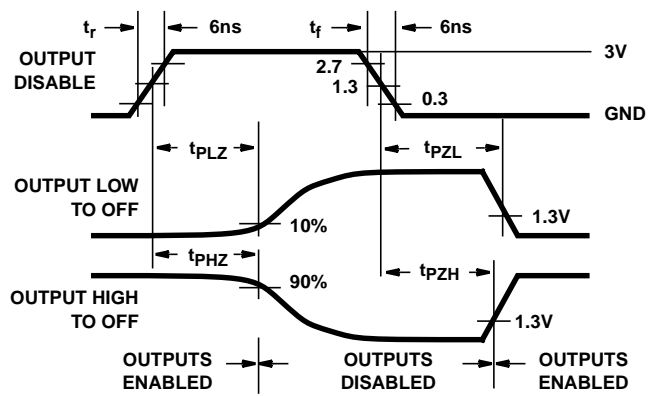 tr 6ns tf 6ns
OUTPUT
DISABLE
3V
2.7
1.3
0.3
GND
tPLZ tPZL
OUTPUT LOW
TO OFF
10%
1.3V
tPHZ tPZH
90%
OUTPUT HIGH
TO OFF
1.3V
OUTPUTS
ENABLED
OUTPUTS
DISABLED
OUTPUTS
ENABLED